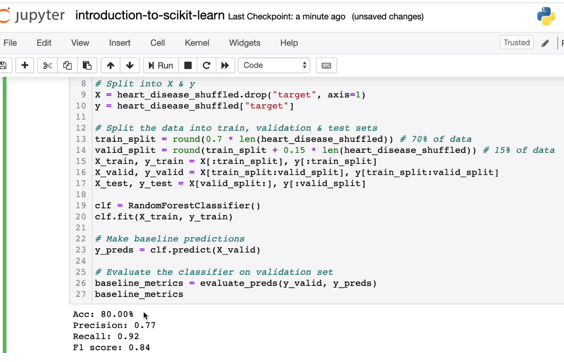 jupyter introduction-to-scikit-learn Last Checkpoint: a minute ago (unsaved changes)
File Edit View Insert Cell Kernel Widgets Help Trusted
Run Code
8 # Split into X & y
9 X = heart_disease_shuffled.drop("target", axis=1)
10 y = heart_disease_shuffled["target"]
11
12 # Split the data into train, validation & test sets
13 train_split = round(0.7 * len(heart_disease_shuffled)) # 70% of data
14 valid_split = round(train_split + 0.15 * len(heart_disease_shuffled)) # 15% of data
15 X_train, y_train = X[:train_split], y[:train_split]
16 X_valid, y_valid = X[train_split:valid_split], y[train_split:valid_split]
17 X_test, y_test = X[valid_split:], y[:valid_split]
18
19 clf = RandomForestClassifier()
20 clf.fit(X_train, y_train)
21
22 # Make baseline predictions
23 y_preds = clf.predict(X_valid)
24
25 # Evaluate the classifier on validation set
26 baseline_metrics = evaluate_preds(y_valid, y_preds)
27 baseline_metrics
Acc: 80.00%
Precision: 0.77
Recall: 0.92
F1 score: 0.84